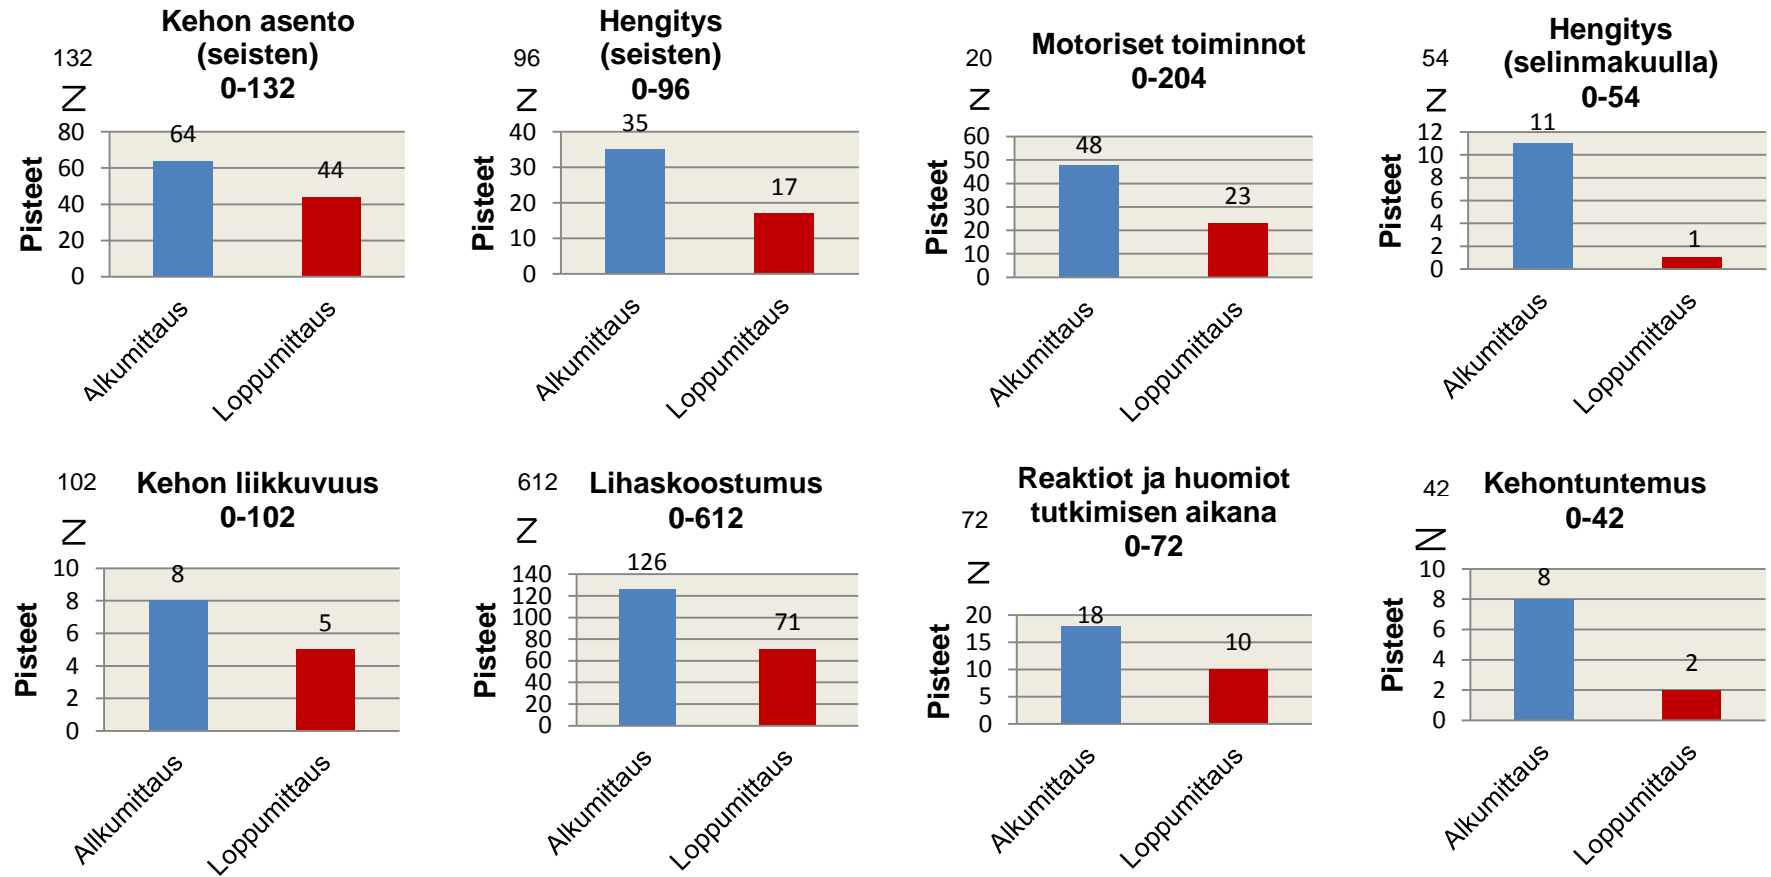 Kehon asento
(seisten)
0-132
132
N
Pisteet
80
60
40
20
0
64
44
Alkumittaus
Loppumittaus
Hengitys
(seisten)
0-96
96
N
Pisteet
40
30
20
10
0
35
17
Alkumittaus
Loppumittaus
Motoriset toiminnot
0-204
20
N
Pisteet
60
50
40
30
20
10
0
48
23
Alkumittaus
Loppumittaus
Hengitys
(selinmakuulla)
0-54
54
N
Pisteet
12
10
8
6
4
2
0
11
1
Alkumittaus
Loppumittaus
Kehon liikkuvuus
0-102
102
N
Pisteet
10
8
6
4
2
0
8
5
Allkumittaus
Loppumittaus
Lihaskoostumus
0-612
612
N
Pisteet
140
120
100
80
60
40
20
0
126
71
Alkumittaus
Loppumittaus
Reaktiot ja huomiot
tutkimisen aikana
0-72
72
N
Pisteet
20
15
10
5
0
18
10
Alkumittaus
Loppumittaus
Kehontuntemus
0-42
42
N
Pisteet
10
8
6
4
2
0
8
2
Alkumittaus
Loppumittaus